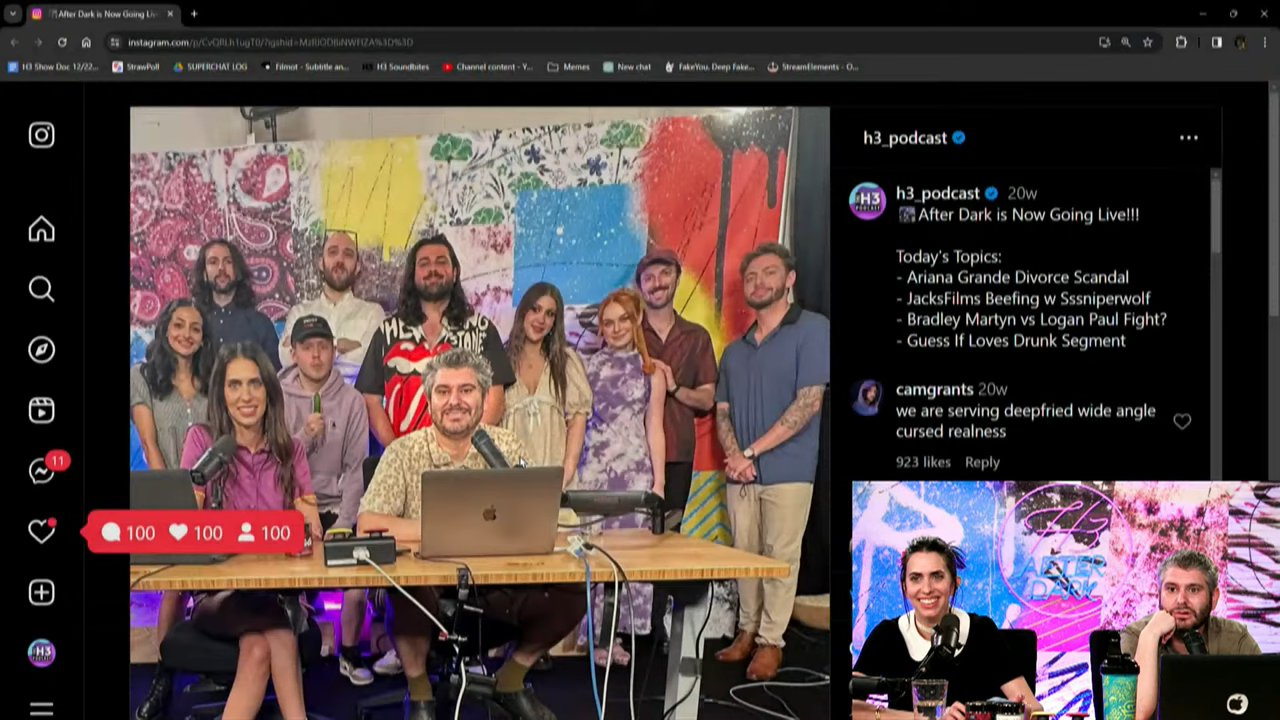 After Dark is Now Going Liv
instagram.com/p/CvQRLh1ugT0/?igshid=MzRlODBiNWFlZA%3D%3D
H3 Show Doc 12/22...
StrawPoll
SUPERCHAT LOG
Filmot - Subtitle an...
H3 Soundbites
Channel content - Y...
Memes
New chat
FakeYou. Deep Fake...
StreamElements - O...
h3_podcast
H3
PODCAST
h3_podcast 20w
After Dark is Now Going Live!!!
Today's Topics:
- Ariana Grande Divorce Scandal
- JacksFilms Beefing w Sssniperwolf
- Bradley Martyn vs Logan Paul Fight?
- Guess If Loves Drunk Segment
camgrants 20w
we are serving deepfried wide angle
cursed realness
923 likes Reply
11
100 100 100
AFTER
DARK